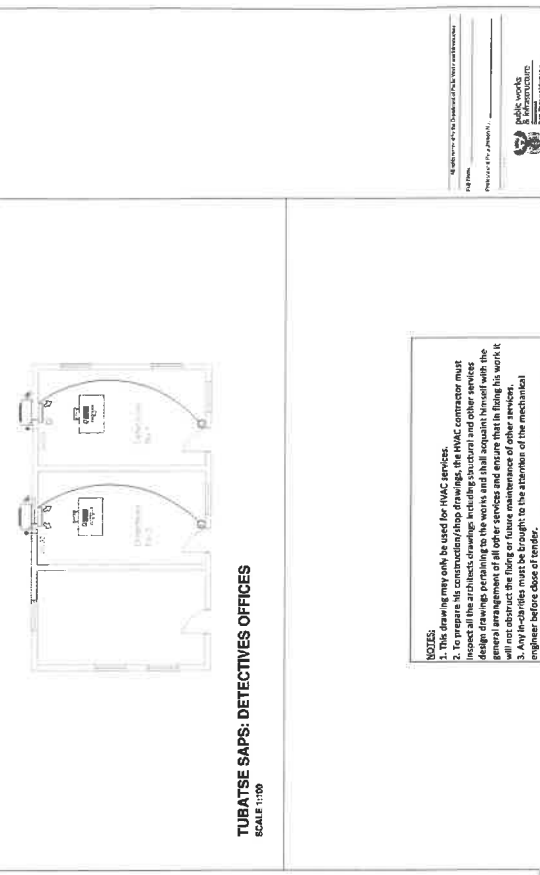 TUBATSE SAPS: DETECTIVES OFFICES
SCALE 1:100
NOTES:
1. This drawing may only be used for HVAC services.
2. To prepare his construction/shop drawings, the HVAC contractor must
inspect all the architects drawings including structural and other services
design drawings pertaining to the works and shall acquaint himself with the
general arrangement of all other services and ensure that in fixing his work it
will not obstruct the fixing or future maintenance of other services.
3. Any in-clarities must be brought to the attention of the mechanical
engineer before close of tender.
public works
& infrastructure